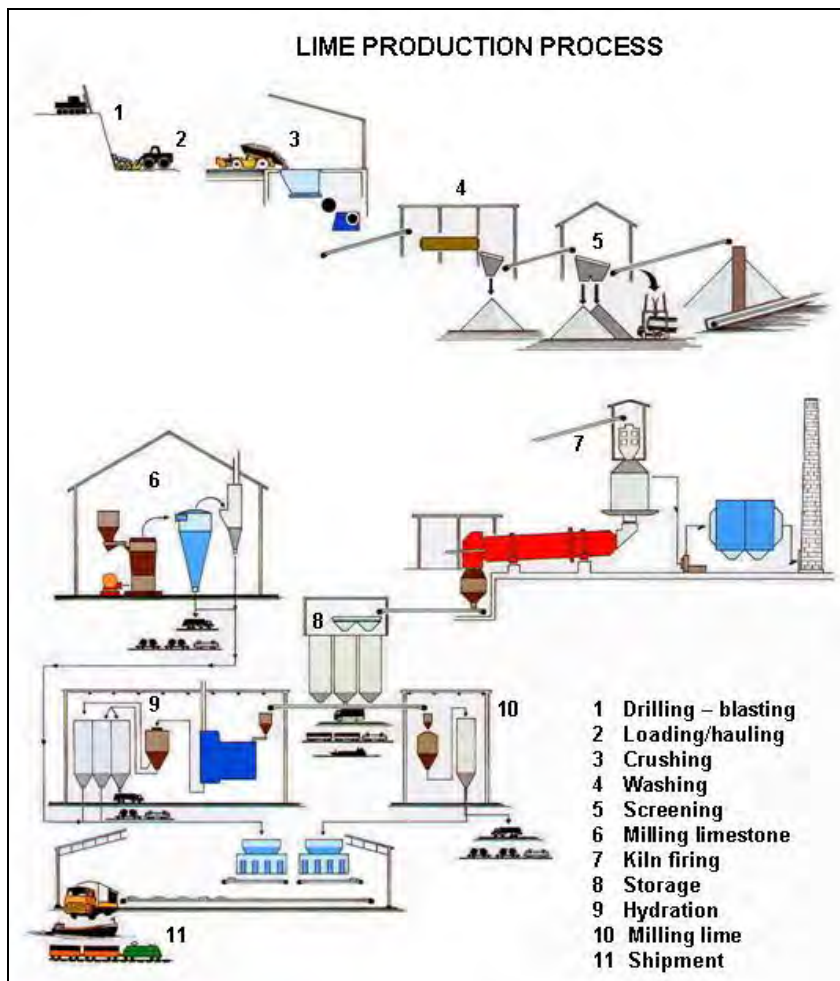 LIME PRODUCTION PROCESS
1
2
3
4
5
6
7
8
9
10
11
1 Drilling – blasting
2 Loading/hauling
3 Crushing
4 Washing
5 Screening
6 Milling limestone
7 Kiln firing
8 Storage
9 Hydration
10 Milling lime
11 Shipment